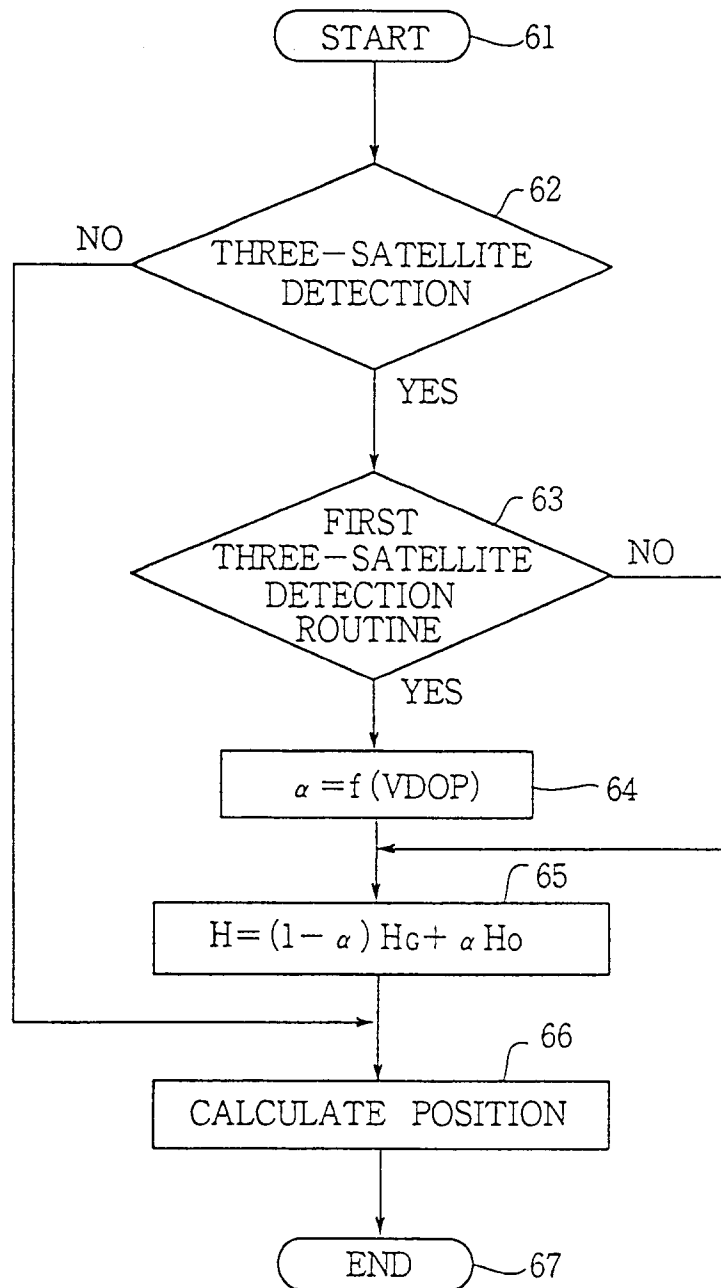 START
61
62
NO
THREE-SATELLITE
DETECTION
YES
63
FIRST
THREE-SATELLITE
DETECTION
ROUTINE
NO
YES
α=f(VDOP)
64
65
H=(1-α)HG+αHo
66
CALCULATE POSITION
END
67